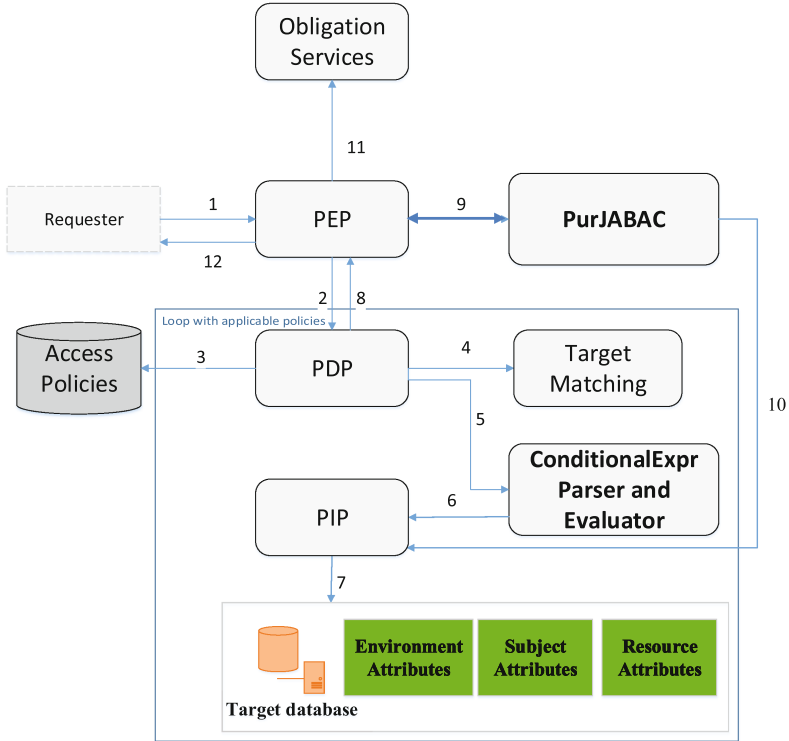 Obligation
Services
11
Requester
1
12
PEP
9
PurJABAC
2
8
Loop with applicable policies
Access
Policies
3
PDP
4
Target
Matching
10
5
ConditionalExpr
Parser and
Evaluator
PIP
6
7
Environment
Attributes
Subject
Attributes
Resource
Attributes
Target database